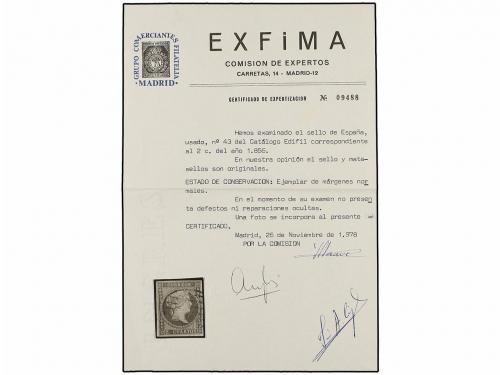 GRUPO COMERCIANTES FILATELIA
·MADRID·
EXFiMA
COMISION DE EXPERTOS
CARRETAS, 14 - MADRID-12
CERTIFICADO DE EXPERTIZACION Nº 09488
Hemos examinado el sello de España,
usado, nº 43 del Catálogo Edifil correspondiente
al 2 c. del año 1.856.
En nuestra opinión el sello y mata-
sellos son originales.
ESTADO DE CONSERVACION: Ejemplar de márgenes nor-
males.
En el momento de su examen no presen-
ta defectos ni reparaciones ocultas.
Una foto se incorpora al presente
CERTIFICADO.
Madrid, 26 de Noviembre de 1.978
POR LA COMISION
CORREOS
CUARTOS